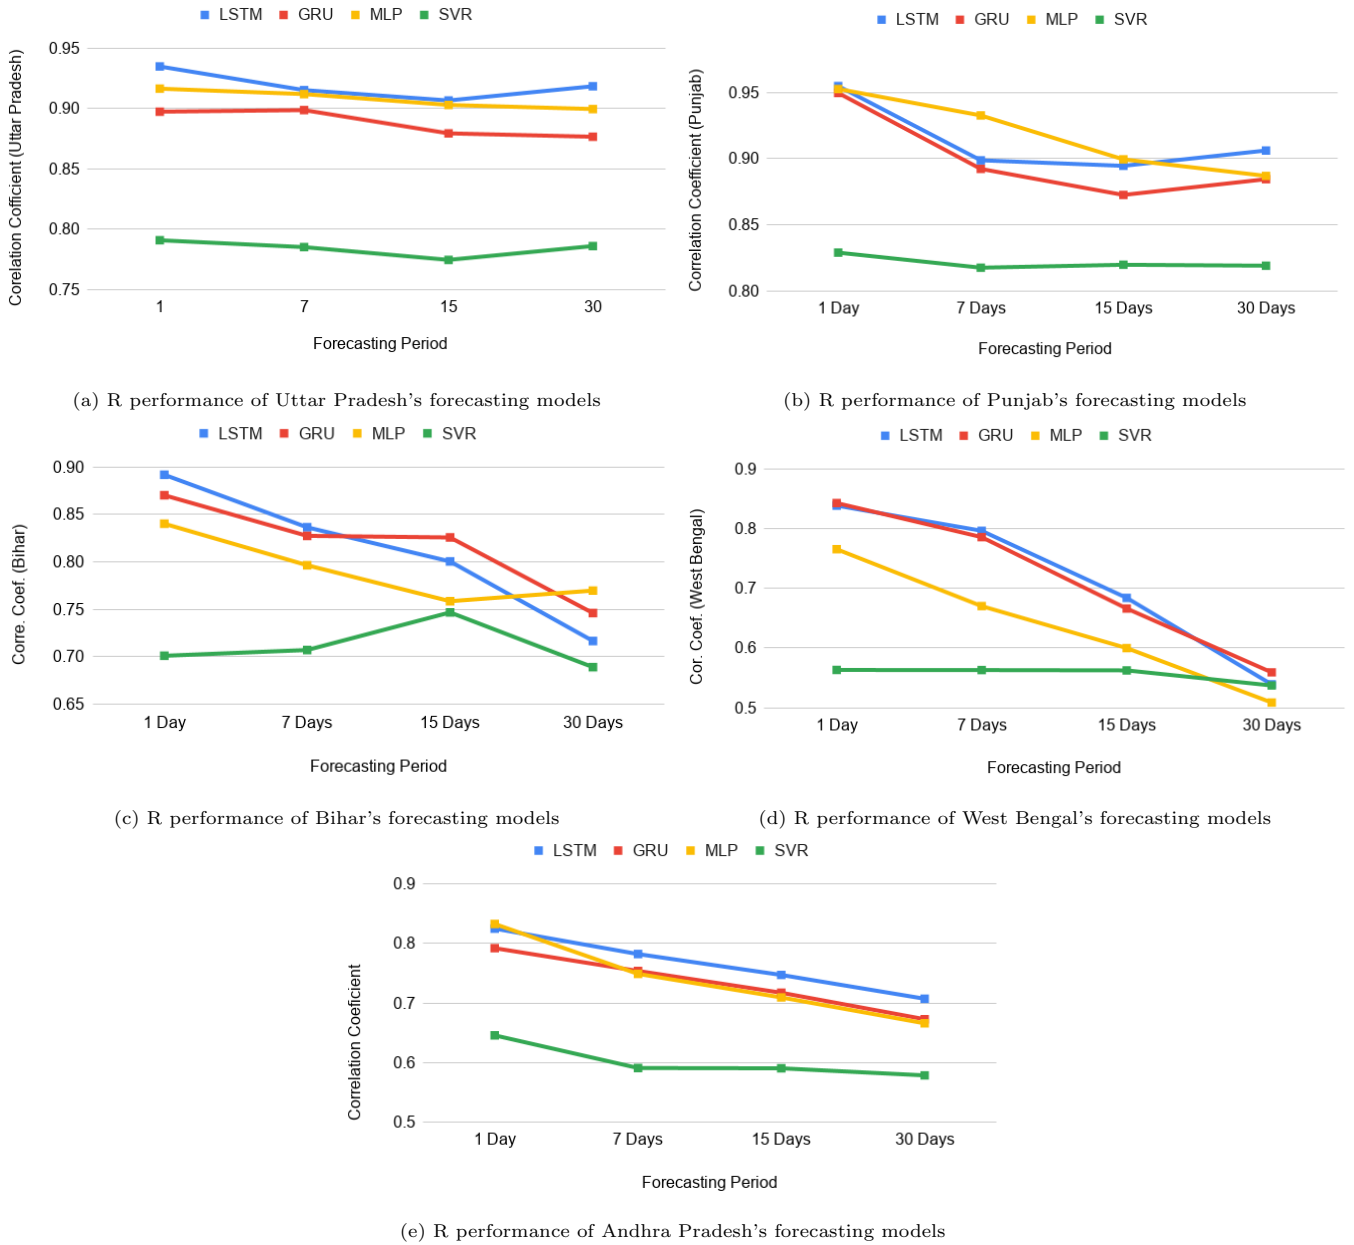 LSTM GRU MLP SVR
Corelation Cofficient (Uttar Pradesh)
0.95
0.90
0.85
0.80
0.75
1 7 15 30
Forecasting Period
(a) R performance of Uttar Pradesh's forecasting models
LSTM GRU MLP SVR
Correlation Coefficient (Punjab)
0.95
0.90
0.85
0.80
1 Day 7 Days 15 Days 30 Days
Forecasting Period
(b) R performance of Punjab's forecasting models
LSTM GRU MLP SVR
Corre. Coef. (Bihar)
0.90
0.85
0.80
0.75
0.70
0.65
1 Day 7 Days 15 Days 30 Days
Forecasting Period
(c) R performance of Bihar's forecasting models
LSTM GRU MLP SVR
Cor. Coef. (West Bengal)
0.9
0.8
0.7
0.6
0.5
1 Day 7 Days 15 Days 30 Days
Forecasting Period
(d) R performance of West Bengal's forecasting models
LSTM GRU MLP SVR
Correlation Coeficient
0.9
0.8
0.7
0.6
0.5
1 Day 7 Days 15 Days 30 Days
Forecasting Period
(e) R performance of Andhra Pradesh's forecasting models